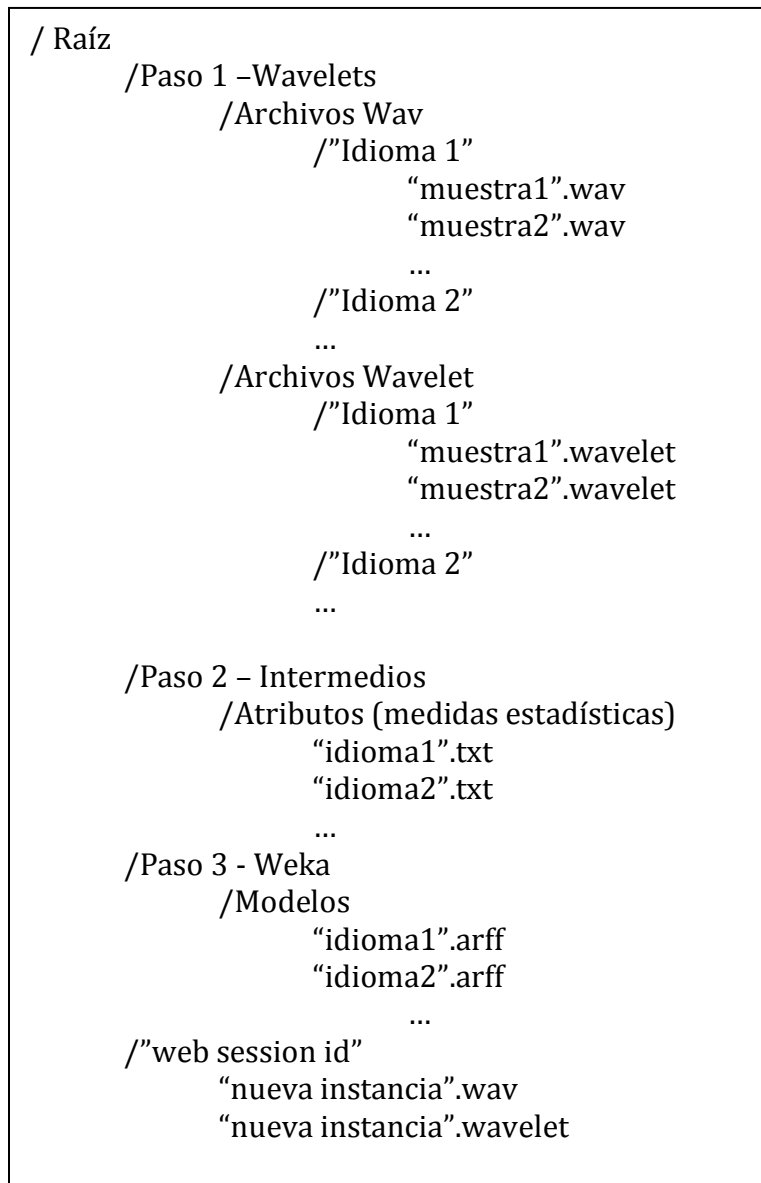 / Raíz
/Paso 1 –Wavelets
/Archivos Wav
/”Idioma 1”
“muestra1”.wav
“muestra2”.wav
…
/”Idioma 2”
…
/Archivos Wavelet
/”Idioma 1”
“muestra1”.wavelet
“muestra2”.wavelet
…
/”Idioma 2”
…
/Paso 2 – Intermedios
/Atributos (medidas estadísticas)
“idioma1”.txt
“idioma2”.txt
…
/Paso 3 - Weka
/Modelos
“idioma1”.arff
“idioma2”.arff
…
/”web session id”
“nueva instancia”.wav
“nueva instancia”.wavelet